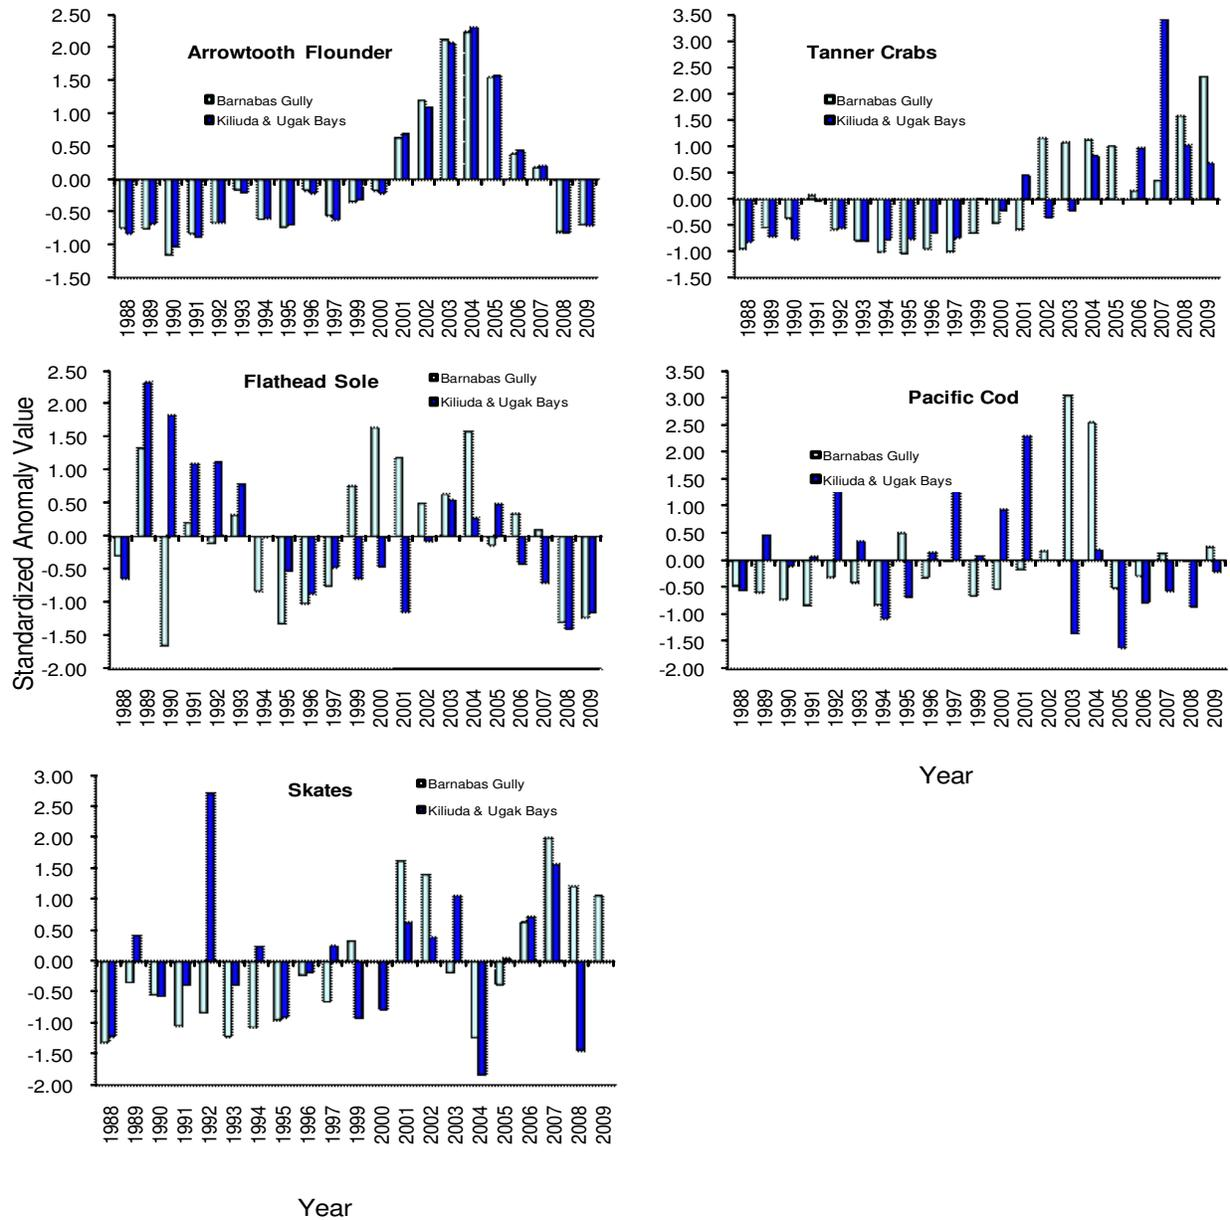 Arrowtooth Flounder
Barnabas Gully
Kiliuda & Ugak Bays
2.50
2.00
1.50
1.00
0.50
0.00
-0.50
-1.00
-1.50
1988 1989 1990 1991 1992 1993 1994 1995 1996 1997 1999 2000 2001 2002 2003 2004 2005 2006 2007 2008 2009
Tanner Crabs
Barnabas Gully
Kiliuda & Ugak Bays
3.50
3.00
2.50
2.00
1.50
1.00
0.50
0.00
-0.50
-1.00
-1.50
1988 1989 1990 1991 1992 1993 1994 1995 1996 1997 1999 2000 2001 2002 2003 2004 2005 2006 2007 2008 2009
Standardized Anomaly Value
Flathead Sole
Barnabas Gully
Kiliuda & Ugak Bays
2.50
2.00
1.50
1.00
0.50
0.00
-0.50
-1.00
-1.50
-2.00
1988 1989 1990 1991 1992 1993 1994 1995 1996 1997 1999 2000 2001 2002 2003 2004 2005 2006 2007 2008 2009
Pacific Cod
Barnabas Gully
Kiliuda & Ugak Bays
3.50
3.00
2.50
2.00
1.50
1.00
0.50
0.00
-0.50
-1.00
-1.50
-2.00
1988 1989 1990 1991 1992 1993 1994 1995 1996 1997 1999 2000 2001 2002 2003 2004 2005 2006 2007 2008 2009
Year
Skates
Barnabas Gully
Kiliuda & Ugak Bays
3.00
2.50
2.00
1.50
1.00
0.50
0.00
-0.50
-1.00
-1.50
-2.00
1988 1989 1990 1991 1992 1993 1994 1995 1996 1997 1999 2000 2001 2002 2003 2004 2005 2006 2007 2008 2009
Year